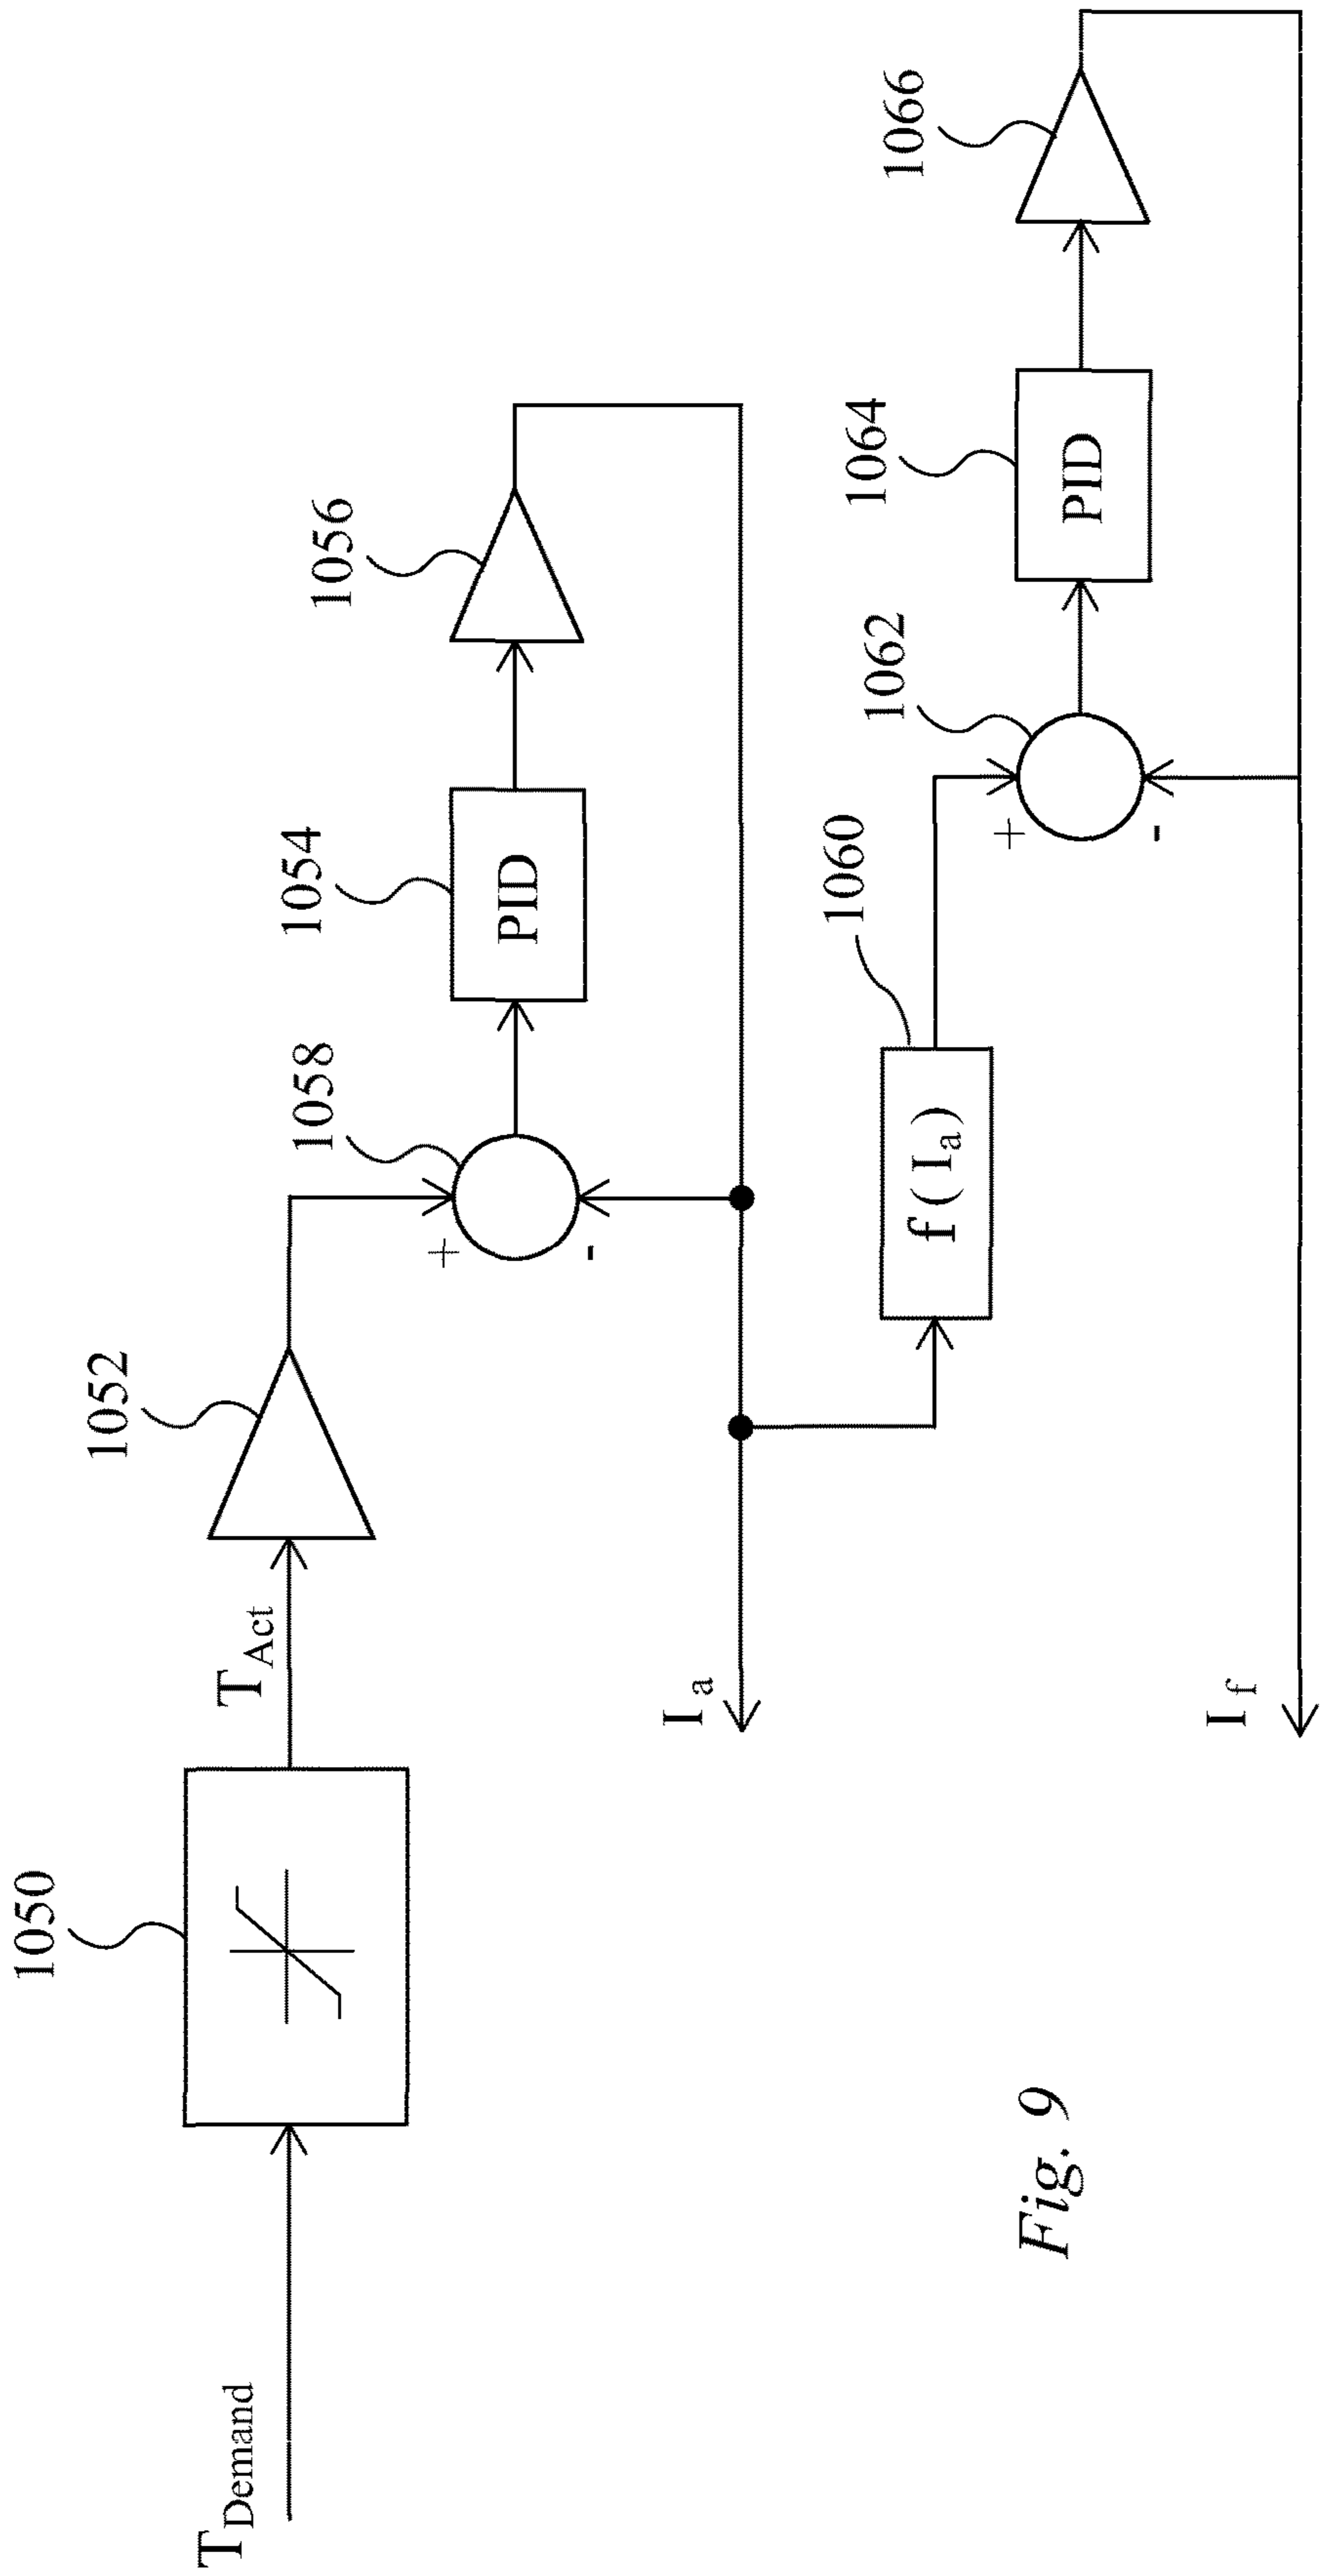 T_Demand
1050
T_Act
1052
1058
+
-
1054
PID
1056
I_a
1060
f ( I_a )
+
-
1062
1064
PID
1066
I_f
Fig. 9